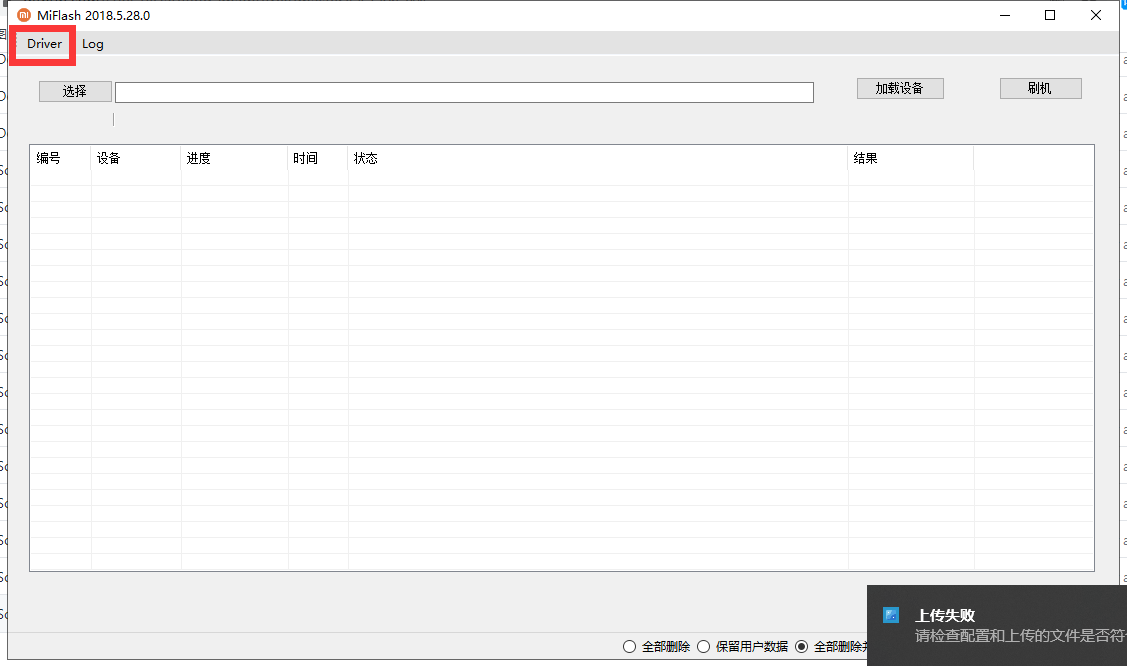 MiFlash 2018.5.28.0
Driver Log
选择 加载设备 刷机
编号 设备 进度 时间 状态 结果
上传失败
请检查配置和上传的文件是否符
全部删除 保留用户数据 全部删除